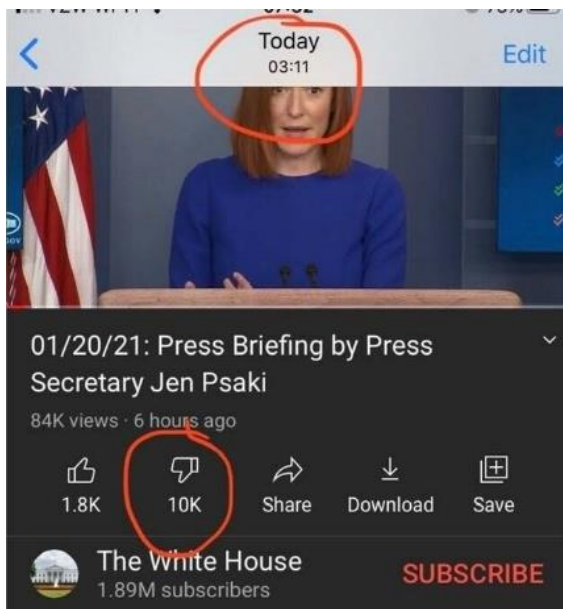 Today
03:11
Edit
GOV
01/20/21: Press Briefing by Press
Secretary Jen Psaki
84K views · 6 hours ago
1.8K
10K
Share
Download
Save
The White House
1.89M subscribers
SUBSCRIBE